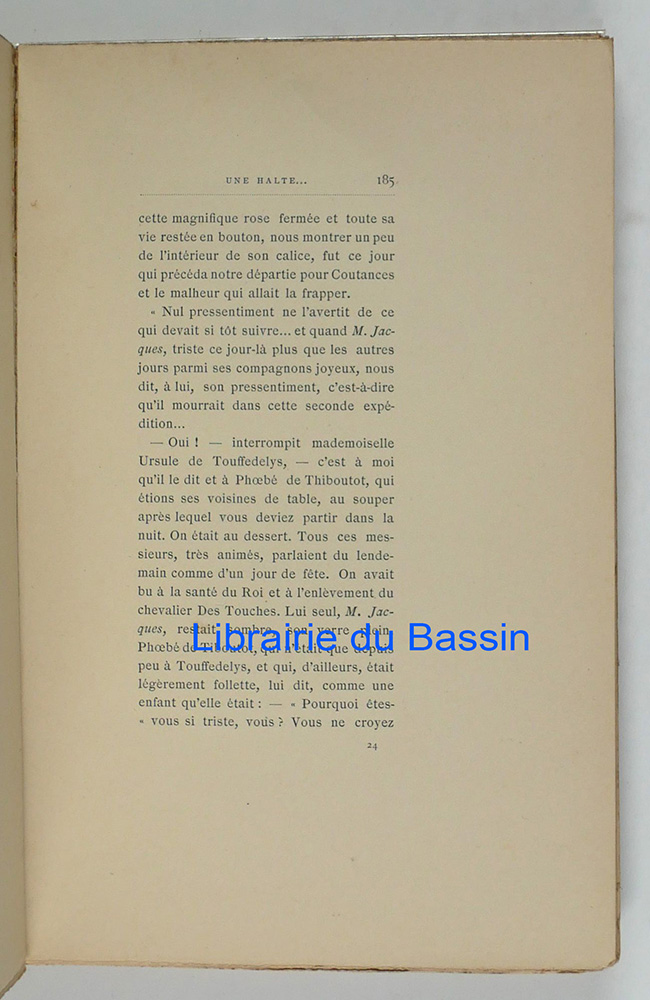 UNE HALTE... 185
cette magnifique rose fermée et toute sa
vie restée en bouton, nous montrer un peu
de l'intérieur de son calice, fut ce jour
qui précéda notre départie pour Coutances
et le malheur qui allait la frapper.
« Nul pressentiment ne l'avertit de ce
qui devait si tôt suivre... et quand M. Jac-
ques, triste ce jour-là plus que les autres
jours parmi ses compagnons joyeux, nous
dit, à lui, son pressentiment, c'est-à-dire
qu'il mourrait dans cette seconde expé-
dition...
— Oui ! — interrompit mademoiselle
Ursule de Touffedelys, — c'est à moi
qu'il le dit et à Phœbé de Thiboutot, qui
étions ses voisines de table, au souper
après lequel vous deviez partir dans la
nuit. On était au dessert. Tous ces mes-
sieurs, très animés, parlaient du lende-
main comme d'un jour de fête. On avait
bu à la santé du Roi et à l'enlèvement du
chevalier Des Touches. Lui seul, M. Jac-
ques, restait sombre, son verre plein.
Phœbé de Tiboutot, qui n'était que depuis
Librairie du Bassin
peu à Touffedelys, et qui, d'ailleurs, était
légèrement follette, lui dit, comme une
enfant qu'elle était : — « Pourquoi êtes-
« vous si triste, vous ? Vous ne croyez
24